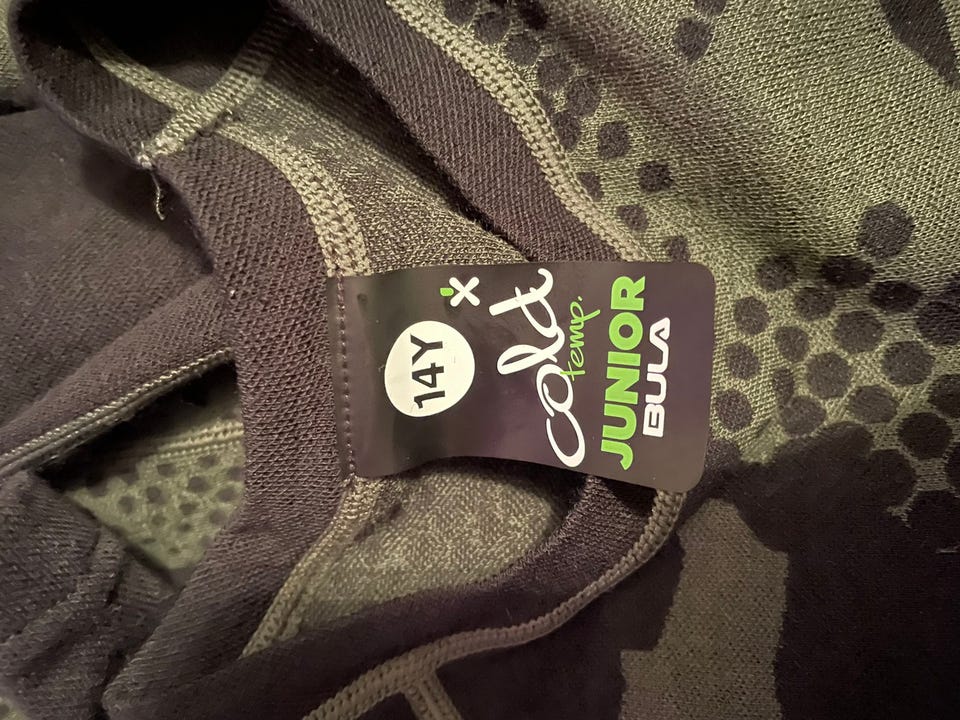 14Y
cold
temp.
JUNIOR
BULA